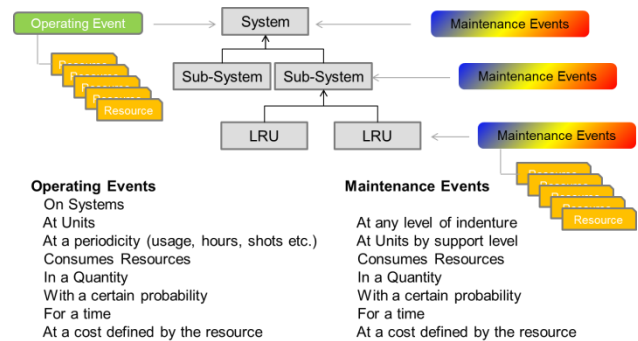 Operating Event
System
Maintenance Events
Sub-System
Sub-System
Maintenance Events
Resource
LRU
LRU
Maintenance Events
Resource
Operating Events
On Systems
At Units
At a periodicity (usage, hours, shots etc.)
Consumes Resources
In a Quantity
With a certain probability
For a time
At a cost defined by the resource
Maintenance Events
At any level of indenture
At Units by support level
Consumes Resources
In a Quantity
With a certain probability
For a time
At a cost defined by the resource